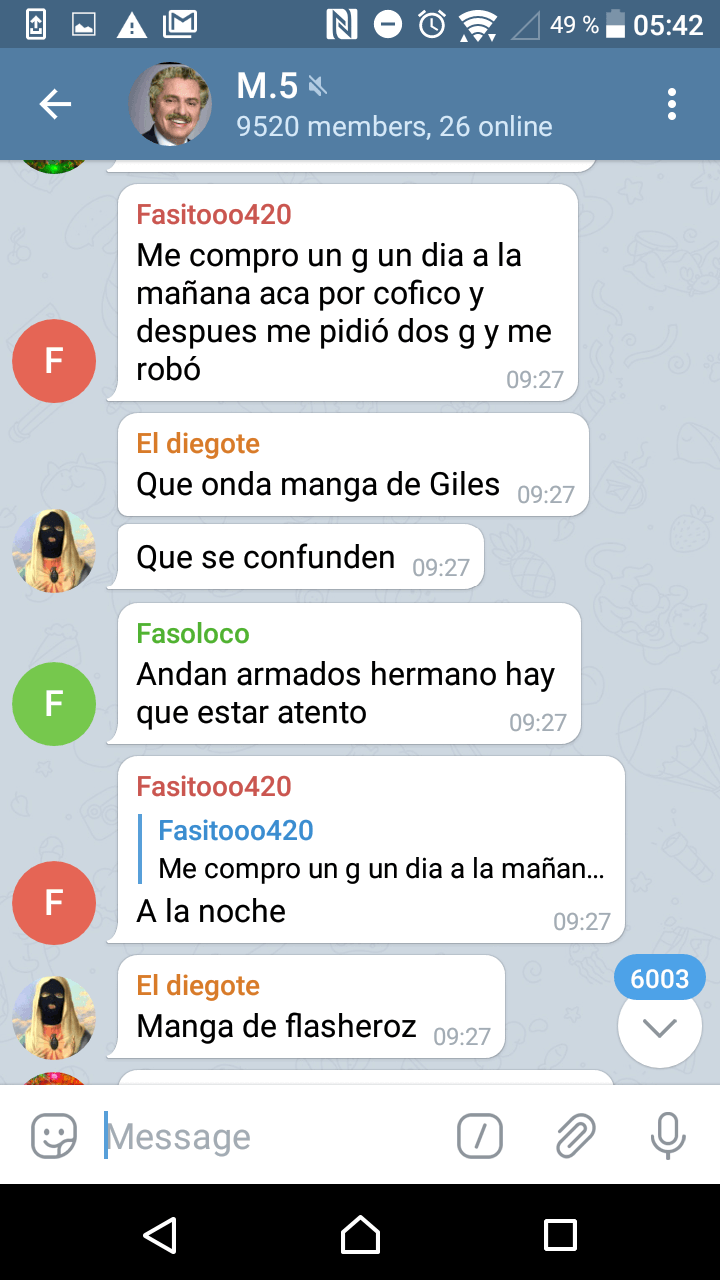 49 % 05:42
M.5
9520 members, 26 online
Fasitooo420
Me compro un g un dia a la
mañana aca por cofico y
despues me pidió dos g y me
robó
09:27
F
El diegote
Que onda manga de Giles
09:27
Que se confunden
09:27
Fasoloco
Andan armados hermano hay
que estar atento
09:27
F
Fasitooo420
Fasitooo420
Me compro un g un dia a la mañan...
A la noche
09:27
F
El diegote
Manga de flasheroz
09:27
6003
Message